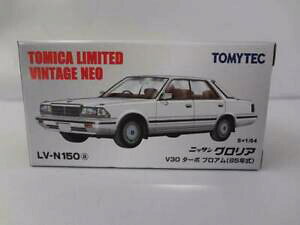 TOMICA LIMITED
VINTAGE NEO
TOMYTEC
S=1/64
LV-N150ⓐ
ニッサン グロリア
V30 ターボ ブロアム(85年式)